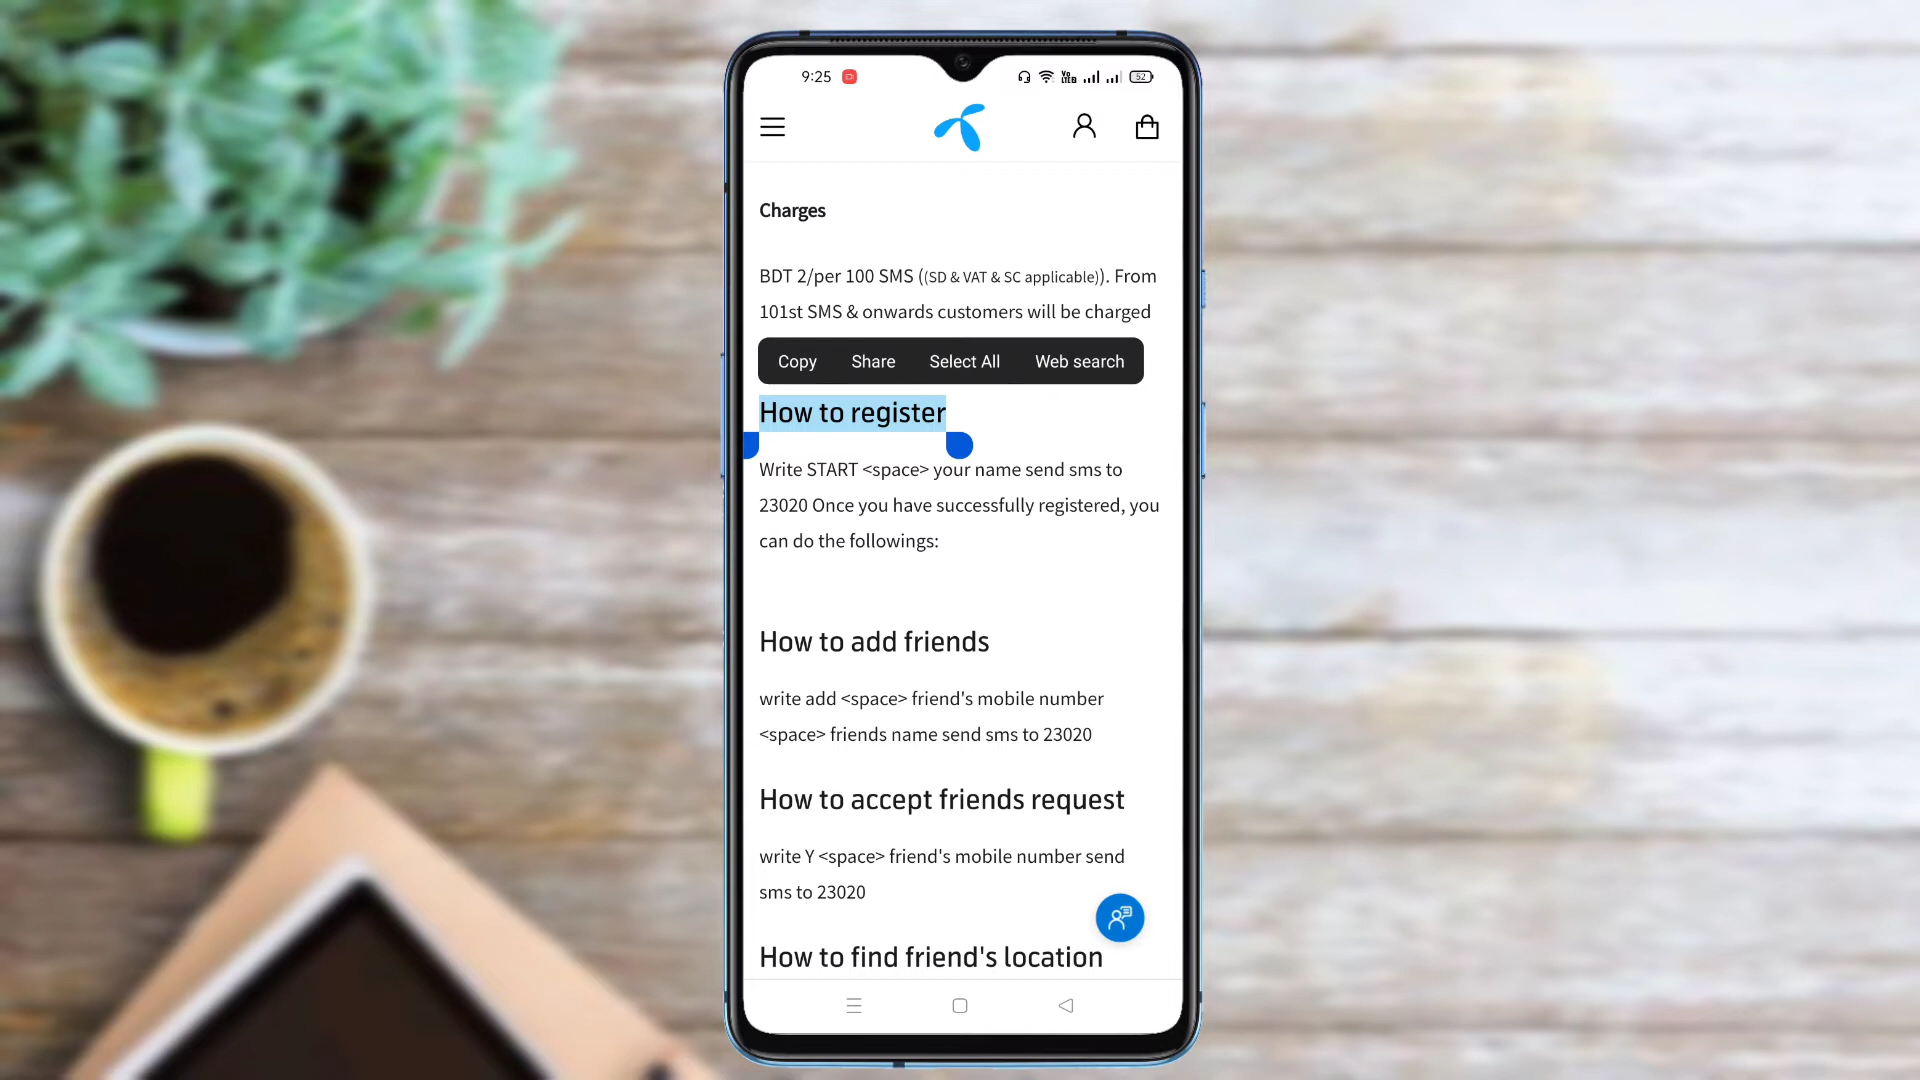 9:25
Vo
LTE2
52
Charges
BDT 2/per 100 SMS ((SD & VAT & SC applicable)). From
101st SMS & onwards customers will be charged
Copy Share Select All Web search
How to register
Write START <space> your name send sms to
23020 Once you have successfully registered, you
can do the followings:
How to add friends
write add <space> friend's mobile number
<space> friends name send sms to 23020
How to accept friends request
write Y <space> friend's mobile number send
sms to 23020
How to find friend's location